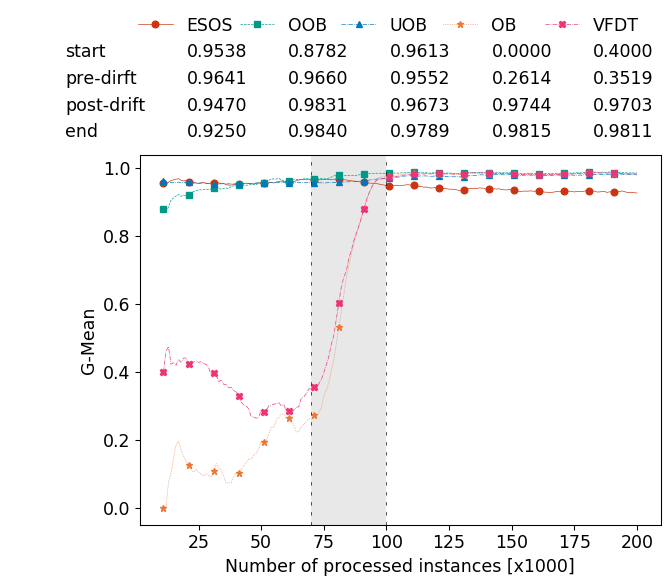 ESOS OOB UOB OB VFDT
start 0.9538 0.8782 0.9613 0.0000 0.4000
pre-dirft 0.9641 0.9660 0.9552 0.2614 0.3519
post-drift 0.9470 0.9831 0.9673 0.9744 0.9703
end 0.9250 0.9840 0.9789 0.9815 0.9811
1.0
0.8
0.6
0.4
0.2
0.0
G-Mean
25 50 75 100 125 150 175 200
Number of processed instances [x1000]